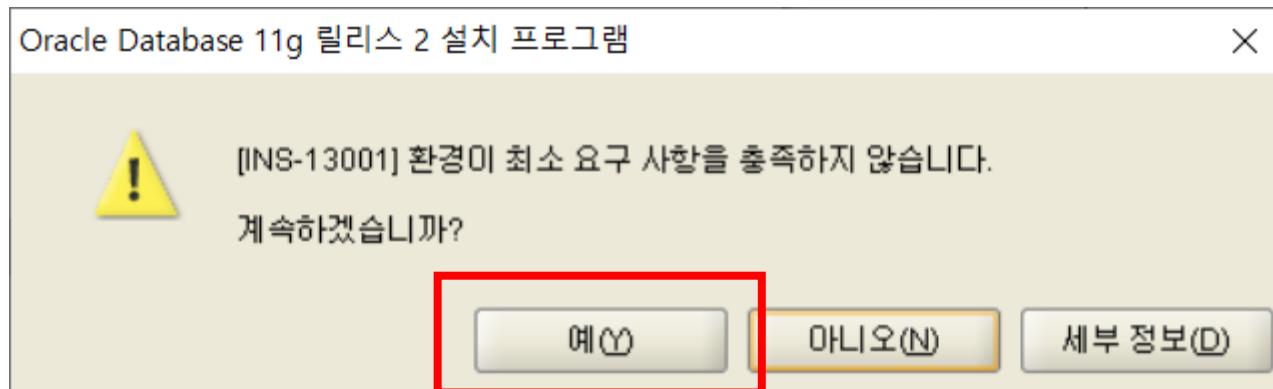 Oracle Database 11g 릴리스 2 설치 프로그램
[INS-13001] 환경이 최소 요구 사항을 충족하지 않습니다.
계속하겠습니까?
예(Y) 아니오(N) 세부 정보(D)